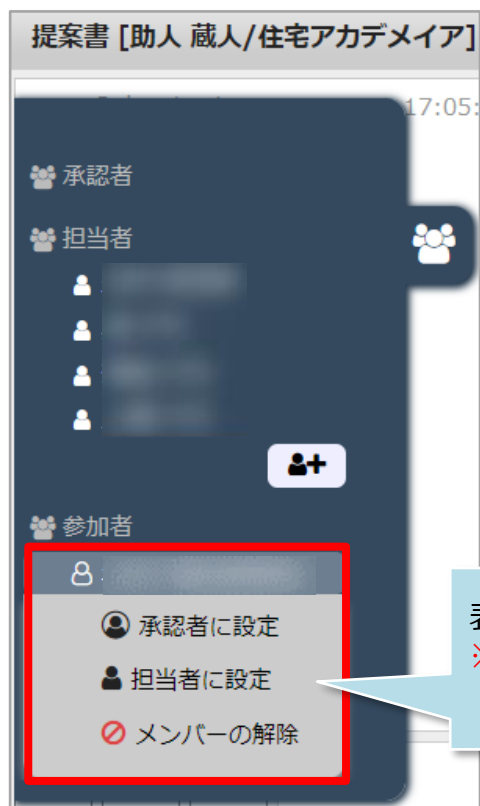 提案書 [助人 蔵人/住宅アカデメイア]
17:05:
承認者
担当者
参加者
承認者に設定
担当者に設定
メンバーの解除
※